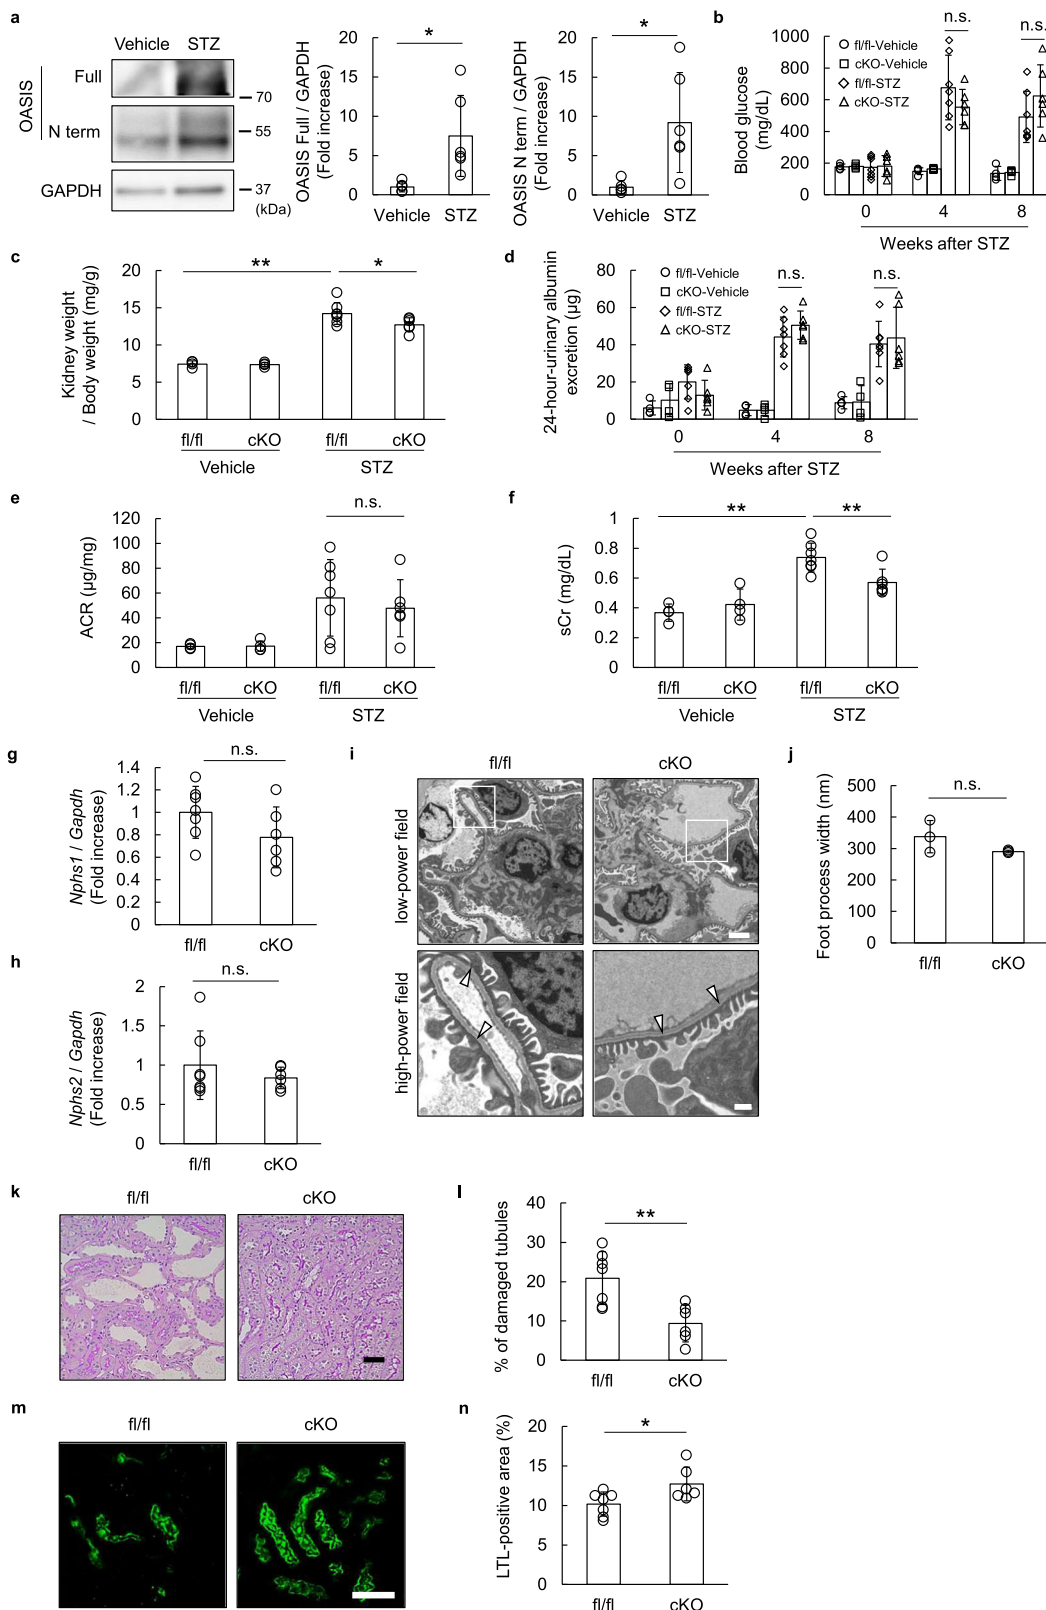 a
Vehicle STZ
OASIS
Full
70
N term
55
GAPDH
37
(kDa)
OASIS Full / GAPDH
(Fold increase)
20
15
10
5
0
*
Vehicle STZ
OASIS N term / GAPDH
(Fold increase)
20
15
10
5
0
*
Vehicle STZ
b
Blood glucose
(mg/dL)
1000
800
600
400
200
0
fl/fl-Vehicle
cKO-Vehicle
fl/fl-STZ
cKO-STZ
n.s.
n.s.
0 4 8
Weeks after STZ
c
Kidney weight
/ Body weight (mg/g)
20
15
10
5
0
**
*
fl/fl cKO fl/fl cKO
Vehicle STZ
d
24-hour-urinary albumin
excretion (µg)
80
60
40
20
0
fl/fl-Vehicle
cKO-Vehicle
fl/fl-STZ
cKO-STZ
n.s.
n.s.
0 4 8
Weeks after STZ
e
ACR (µg/mg)
120
100
80
60
40
20
0
n.s.
fl/fl cKO fl/fl cKO
Vehicle STZ
f
sCr (mg/dL)
1
0.8
0.6
0.4
0.2
0
**
**
fl/fl cKO fl/fl cKO
Vehicle STZ
g
Nphs1 / Gapdh
(Fold increase)
1.4
1.2
1
0.8
0.6
0.4
0.2
0
n.s.
fl/fl cKO
h
Nphs2 / Gapdh
(Fold increase)
2
1.5
1
0.5
0
n.s.
fl/fl cKO
i
fl/fl cKO
low-power field
high-power field
j
Foot process width (nm)
500
400
300
200
100
0
n.s.
fl/fl cKO
k
fl/fl cKO
l
% of damaged tubules
40
30
20
10
0
**
fl/fl cKO
m
fl/fl cKO
n
LTL-positive area (%)
20
15
10
5
0
*
fl/fl cKO